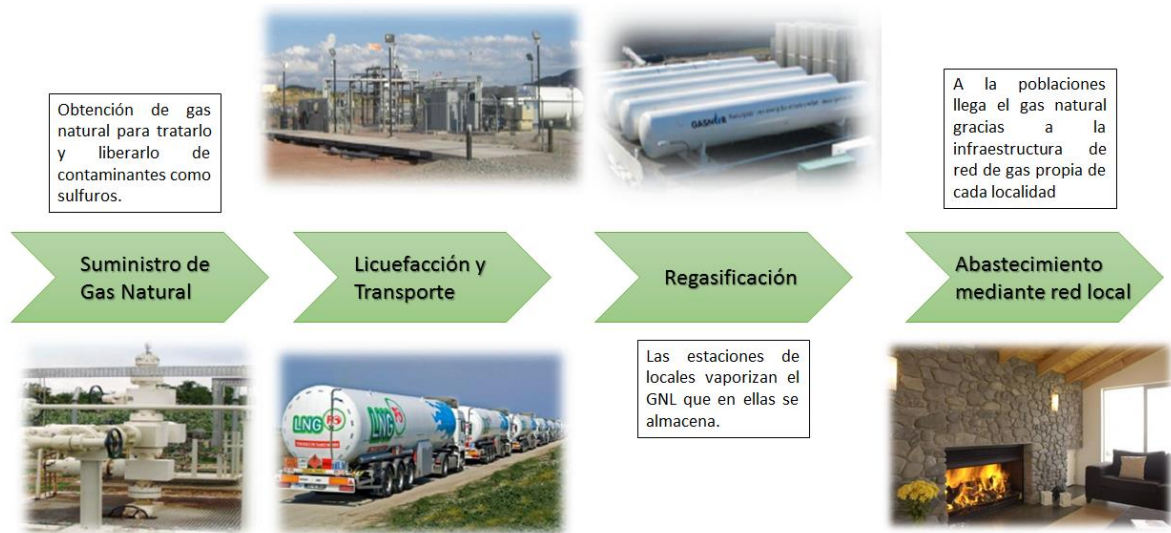 Obtención de gas
natural para tratarlo
y liberarlo de
contaminantes como
sulfuros.
GASNOR
A la poblaciones
llega el gas natural
gracias a la
infraestructura de
red de gas propia de
cada localidad
Suministro de
Gas Natural
Licuefacción y
Transporte
Regasificación
Abastecimiento
mediante red local
Las estaciones de
locales vaporizan el
GNL que en ellas se
almacena.
LNG
LNG